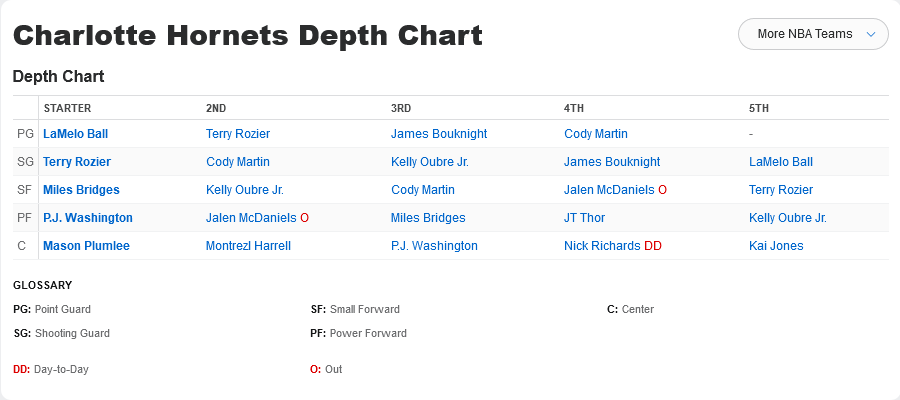 Charlotte Hornets Depth Chart
More NBA Teams
Depth Chart
STARTER 2ND 3RD 4TH 5TH
PG LaMelo Ball Terry Rozier James Bouknight Cody Martin -
SG Terry Rozier Cody Martin Kelly Oubre Jr. James Bouknight LaMelo Ball
SF Miles Bridges Kelly Oubre Jr. Cody Martin Jalen McDaniels O Terry Rozier
PF P.J. Washington Jalen McDaniels O Miles Bridges JT Thor Kelly Oubre Jr.
C Mason Plumlee Montrezl Harrell P.J. Washington Nick Richards DD Kai Jones
GLOSSARY
PG: Point Guard SF: Small Forward C: Center
SG: Shooting Guard PF: Power Forward
DD: Day-to-Day O: Out